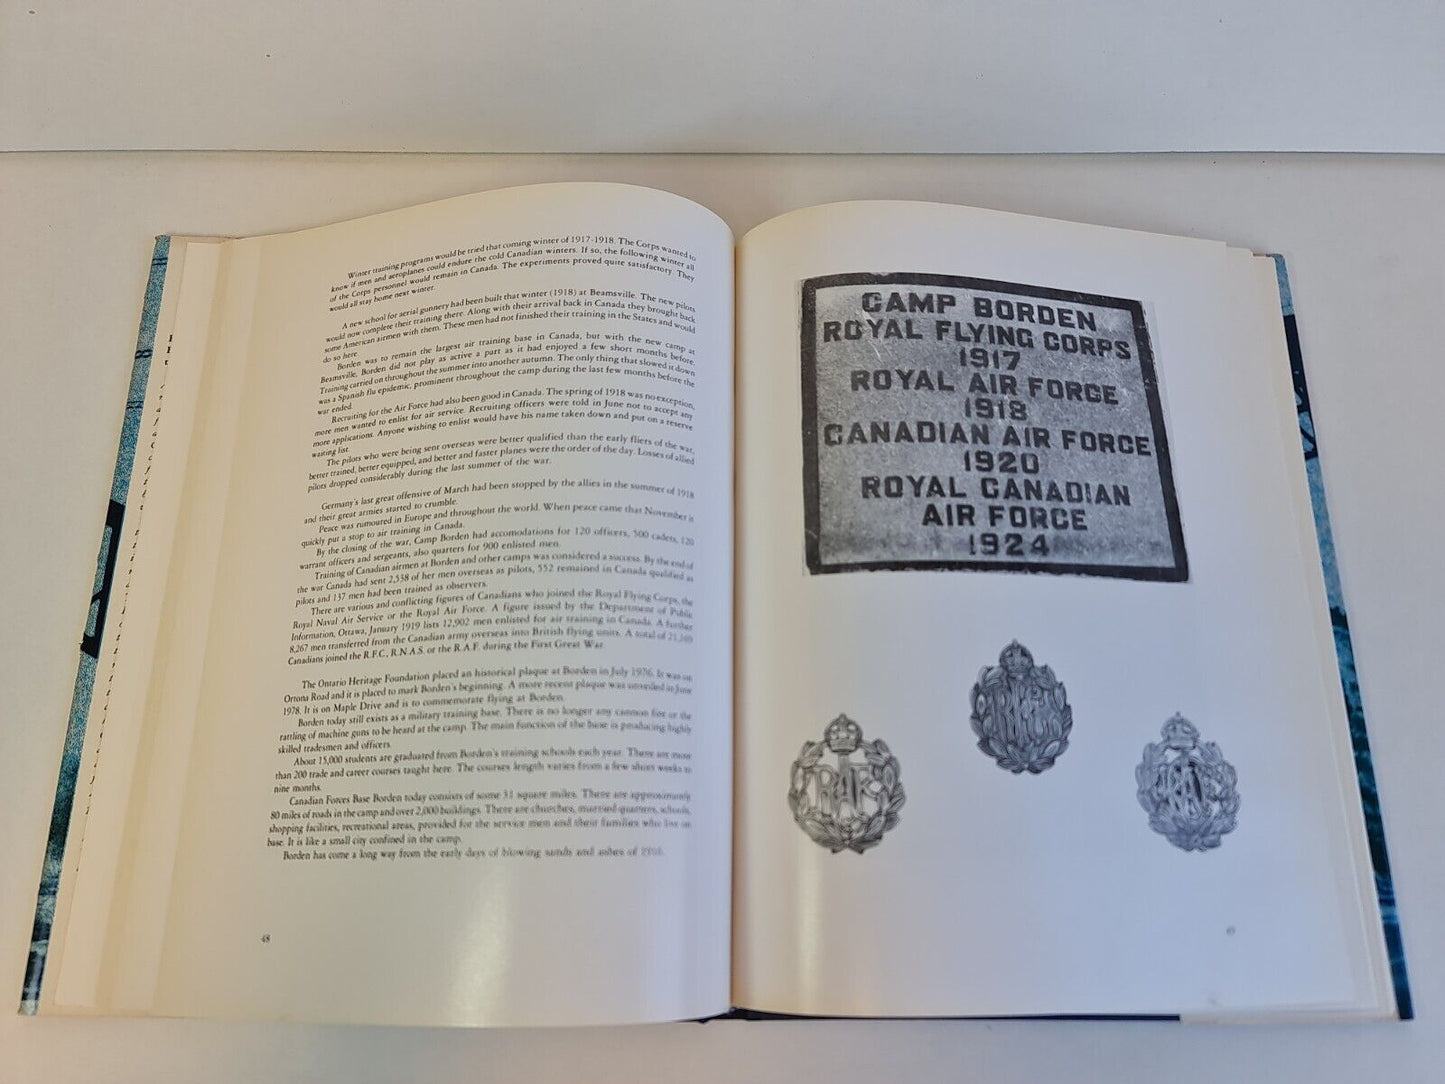 Winter training programs would be tried that coming winter of 1917-1918. The Corps wanted to
know if men and aeroplanes could endure the cold Canadian winters. If so, the following winter all
of the Corps personnel would remain in Canada. The experiments proved quite satisfactory. They
would all stay home next winter.
A new school for aerial gunnery had been built that winter (1918) at Beamsville. The new pilots
would now complete their training there. Along with their arrival back in Canada they brought back
some American airmen with them. These men had not finished their training in the States and would
do so here.
Borden was to remain the largest air training base in Canada, but with the new camp at
Beamsville, Borden did not play as active a part as it had enjoyed a few short months before.
Training carried on throughout the summer into another autumn. The only thing that slowed it down
was a Spanish flu epidemic, prominent throughout the camp during the last few months before the
war ended.
Recruiting for the Air Force had also been good in Canada. The spring of 1918 was no exception,
more men wanted to enlist for air service. Recruiting officers were told in June not to accept any
more applications. Anyone wishing to enlist would have his name taken down and put on a reserve
waiting list.
The pilots who were being sent overseas were better qualified than the early fliers of the war,
better trained, better equipped, and better and faster planes were the order of the day. Losses of allied
pilots dropped considerably during the last summer of the war.
Germany's last great offensive of March had been stopped by the allies in the summer of 1918
and their great armies started to crumble.
Peace was rumoured in Europe and throughout the world. When peace came that November it
quickly put a stop to air training in Canada.
By the closing of the war, Camp Borden had accomodations for 120 officers, 500 cadets, 120
warrant officers and sergeants, also quarters for 900 enlisted men.
Training of Canadian airmen at Borden and other camps was considered a success. By the end of
the war Canada had sent 2,538 of her men overseas as pilots, 552 remained in Canada qualified as
pilots and 137 men had been trained as observers.
There are various and conflicting figures of Canadians who joined the Royal Flying Corps, the
Royal Naval Air Service or the Royal Air Force. A figure issued by the Department of Public
Information, Ottawa, January 1919 lists 12,902 men enlisted for air training in Canada. A further
8,267 men transferred from the Canadian army overseas into British flying units. A total of 21,169
Canadians joined the R.F.C., R.N.A.S. or the R.A.F. during the First Great War.
The Ontario Heritage Foundation placed an historical plaque at Borden in July 1976. It was on
Ortona Road and it is placed to mark Borden's beginning. A more recent plaque was unveiled in June
1978. It is on Maple Drive and is to commemorate flying at Borden.
Borden today still exists as a military training base. There is no longer any cannon fire or the
rattling of machine guns to be heard at the camp. The main function of the base is producing highly
skilled tradesmen and officers.
About 15,000 students are graduated from Borden's training schools each year. There are more
than 200 trade and career courses taught here. The courses length varies from a few short weeks to
nine months.
Canadian Forces Base Borden today consists of some 31 square miles. There are approximately
80 miles of roads in the camp and over 2,000 buildings. There are churches, married quarters, schools,
shopping facilities, recreational areas, provided for the service men and their families who live on
base. It is like a small city confined in the camp.
Borden has come a long way from the early days of blowing sands and ashes of 1916.
48
CAMP BORDEN
ROYAL FLYING CORPS
1917
ROYAL AIR FORCE
1918
CANADIAN AIR FORCE
1920
ROYAL CANADIAN
AIR FORCE
1924
RAF